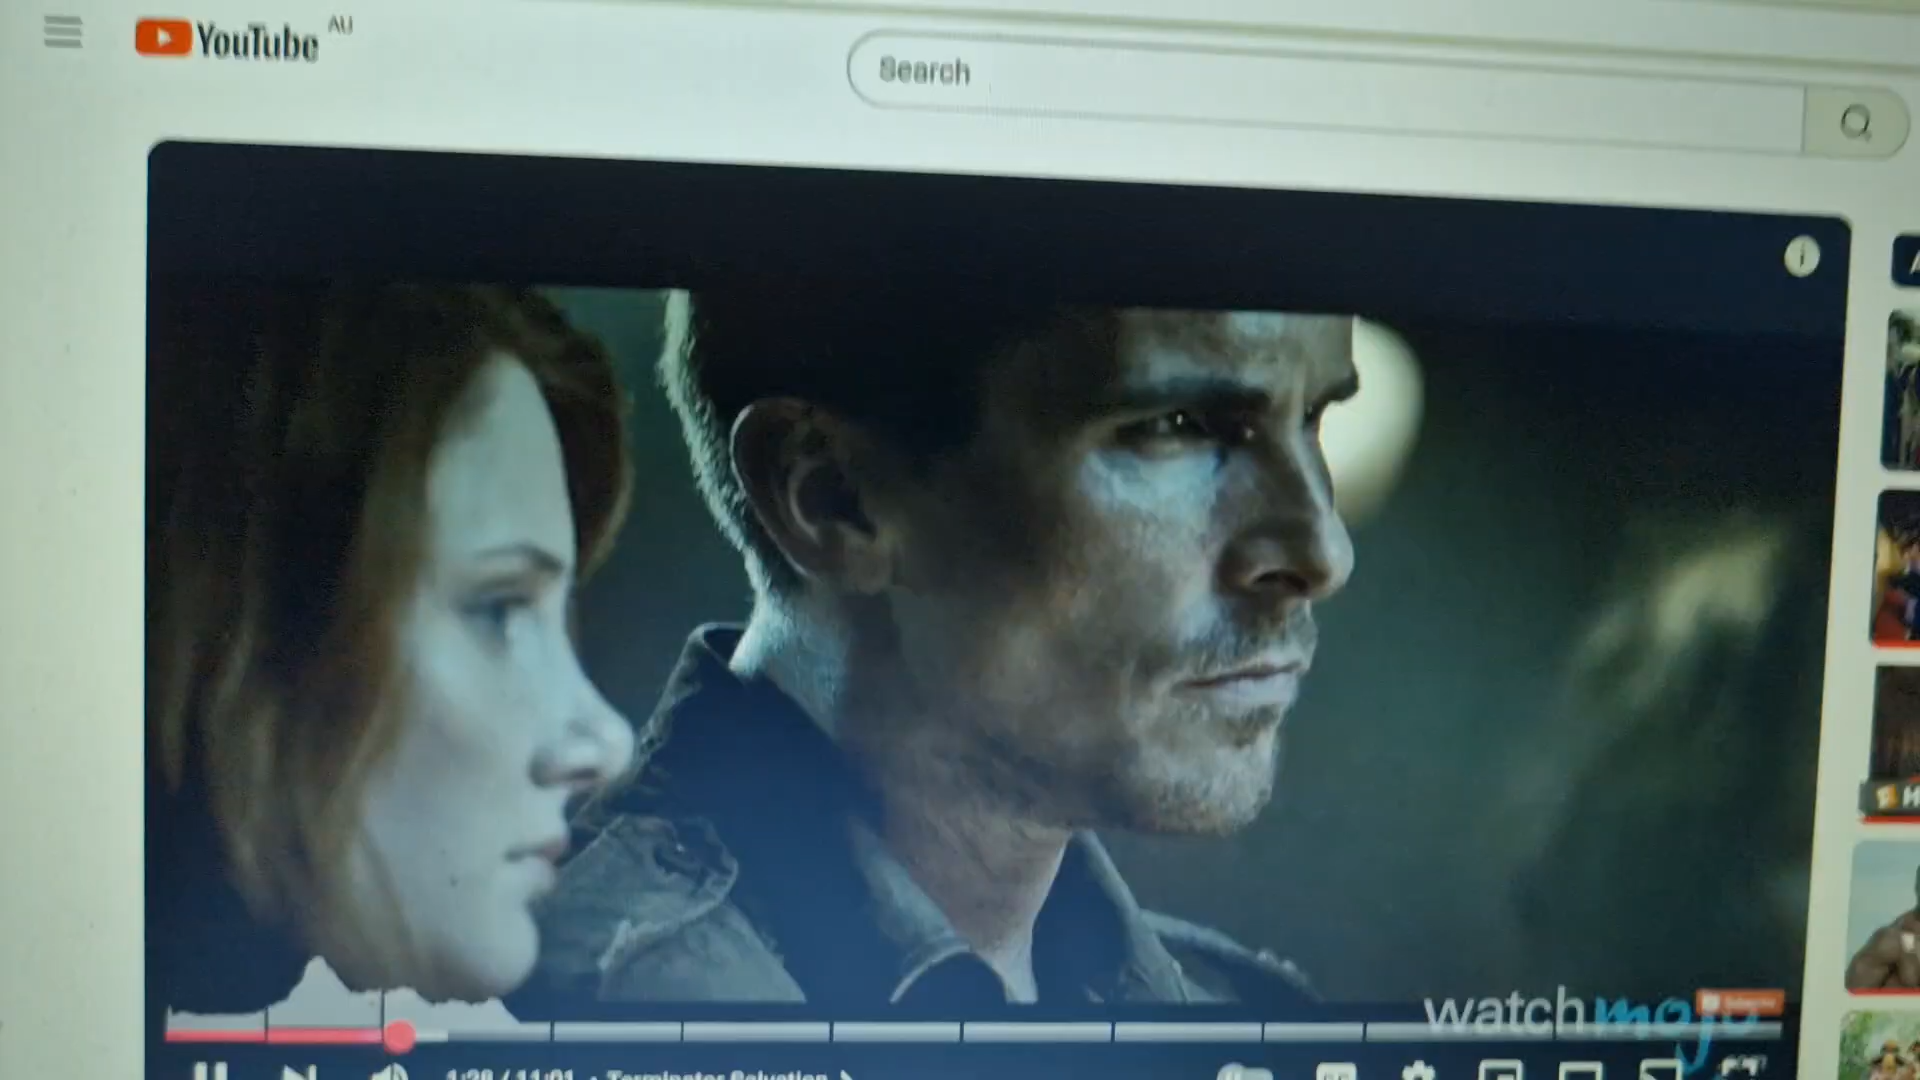 YouTube AU
Search
watchmojo
1:28 / 11:01 • Terminator Salvation